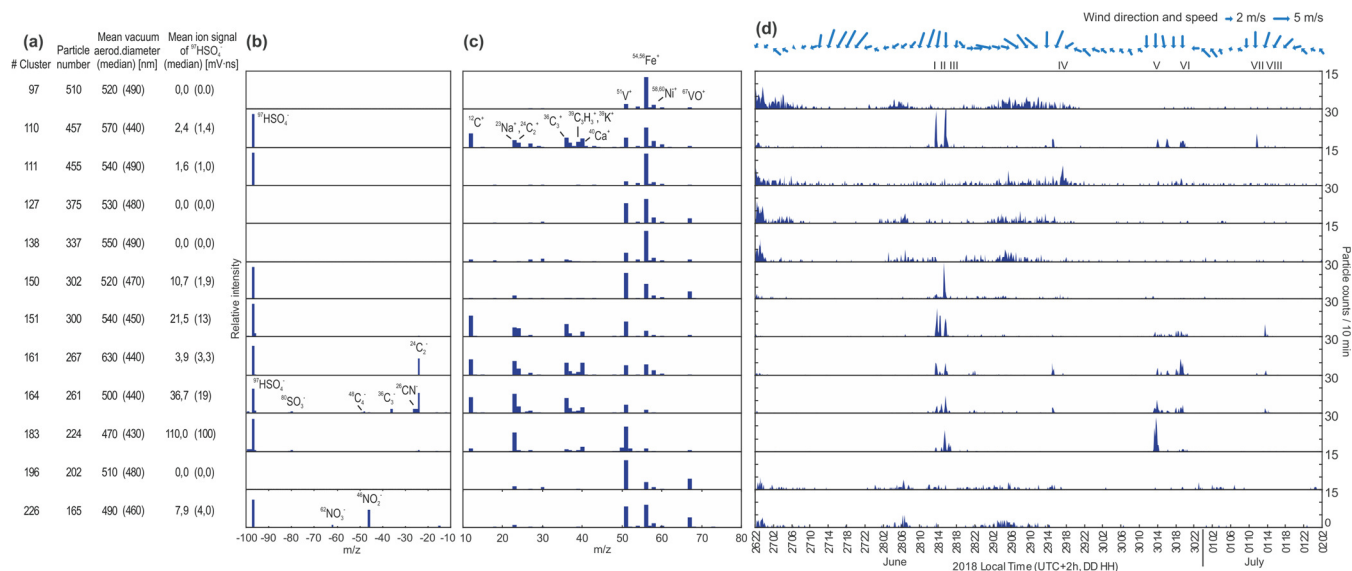 Wind direction and speed 2 m/s 5 m/s
(a) (b) (c) (d)
# Cluster
Particle number
Mean vacuum aerod.diameter (median) [nm]
Mean ion signal of ⁹⁷HSO₄⁻ (median) [mV·ns]
I II III IV V VI VII VIII
97 510 520 (490) 0,0 (0.0)
110 457 570 (440) 2,4 (1,4)
111 455 540 (490) 1,6 (1,0)
127 375 530 (480) 0,0 (0,0)
138 337 550 (490) 0,0 (0,0)
150 302 520 (470) 10,7 (1,9)
151 300 540 (450) 21,5 (13)
161 267 630 (440) 3,9 (3,3)
164 261 500 (440) 36,7 (19)
183 224 470 (430) 110,0 (100)
196 202 510 (480) 0,0 (0,0)
226 165 490 (460) 7,9 (4,0)
Relative intensity
⁹⁷HSO₄⁻
²⁴C₂⁻
⁹⁷HSO₄⁻
⁸⁰SO₃⁻
⁴⁸C₄⁻
³⁶C₃⁻
²⁶CN⁻
⁴⁶NO₂⁻
⁶²NO₃⁻
-100 -90 -80 -70 -60 -50 -40 -30 -20 -10
m/z
⁵⁴,⁵⁶Fe⁺
⁵¹V⁺
⁵⁸,⁶⁰Ni⁺
⁶⁷VO⁺
¹²C⁺
²³Na⁺,²⁴C₂⁺
³⁶C₃⁺
³⁹C₃H₃⁺,³⁹K⁺
⁴⁰Ca⁺
10 20 30 40 50 60 70 80
m/z
15
30
15
30
15
30
30
30
30
30
15
15
0
Particle counts / 10 min
2622 2702 2706 2710 2714 2718 2722 2802 2806 2810 2814 2818 2822 2902 2906 2910 2914 2918 2922 3002 3006 3010 3014 3018 3022 0102 0106 0110 0114 0118 0122 0202
June July
2018 Local Time (UTC+2h, DD HH)